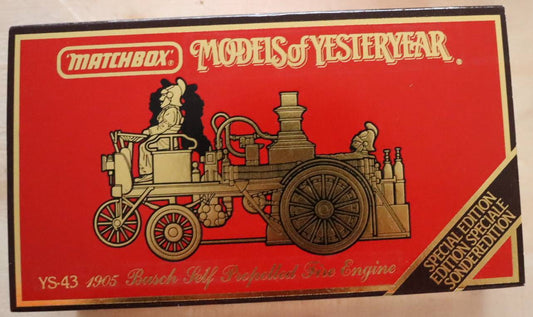 MATCHBOX®
MODELS of YESTERYEAR®
SPECIAL EDITION
EDITION SPECIALE
SONDEREDITION
YS-43 1905 Busch Self Propelled Fire Engine